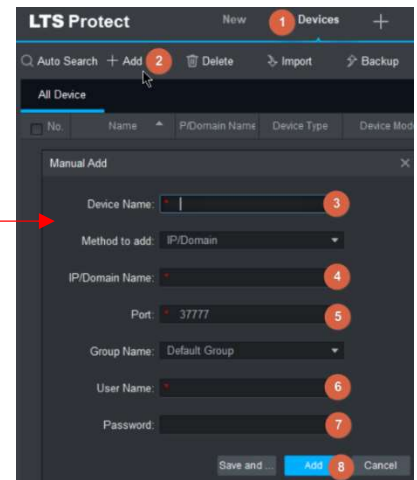 LTS Protect New 1 Devices +
Auto Search + Add 2 Delete Import Backup
All Device
No. Name P/Domain Name Device Type Device Mod
Manual Add ×
Device Name: * 3
Method to add: IP/Domain
IP/Domain Name: * 4
Port: * 37777 5
Group Name: Default Group
User Name: * 6
Password: 7
Save and ... Add 8 Cancel